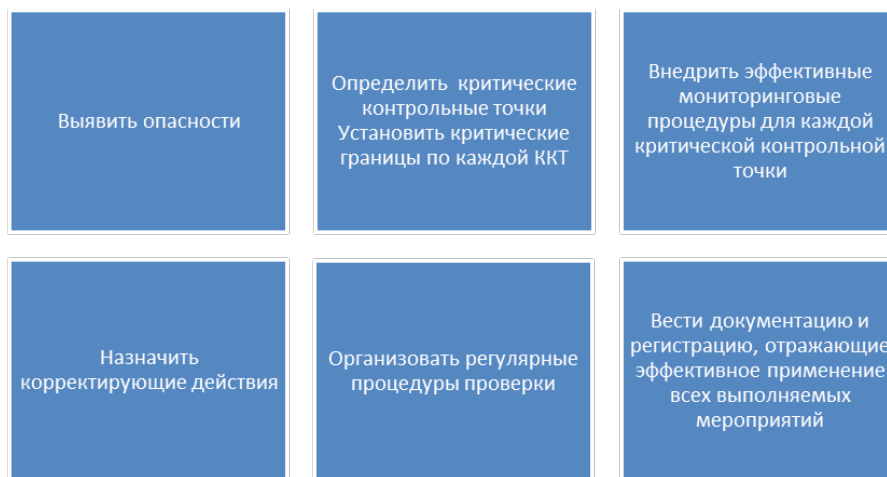 Выявить опасности
Определить критические
контрольные точки
Установить критические
границы по каждой ККТ
Внедрить эффективные
мониторинговые
процедуры для каждой
критической контрольной
точки
Назначить
корректирующие действия
Организовать регулярные
процедуры проверки
Вести документацию и
регистрацию, отражающие
эффективное применение
всех выполняемых
мероприятий